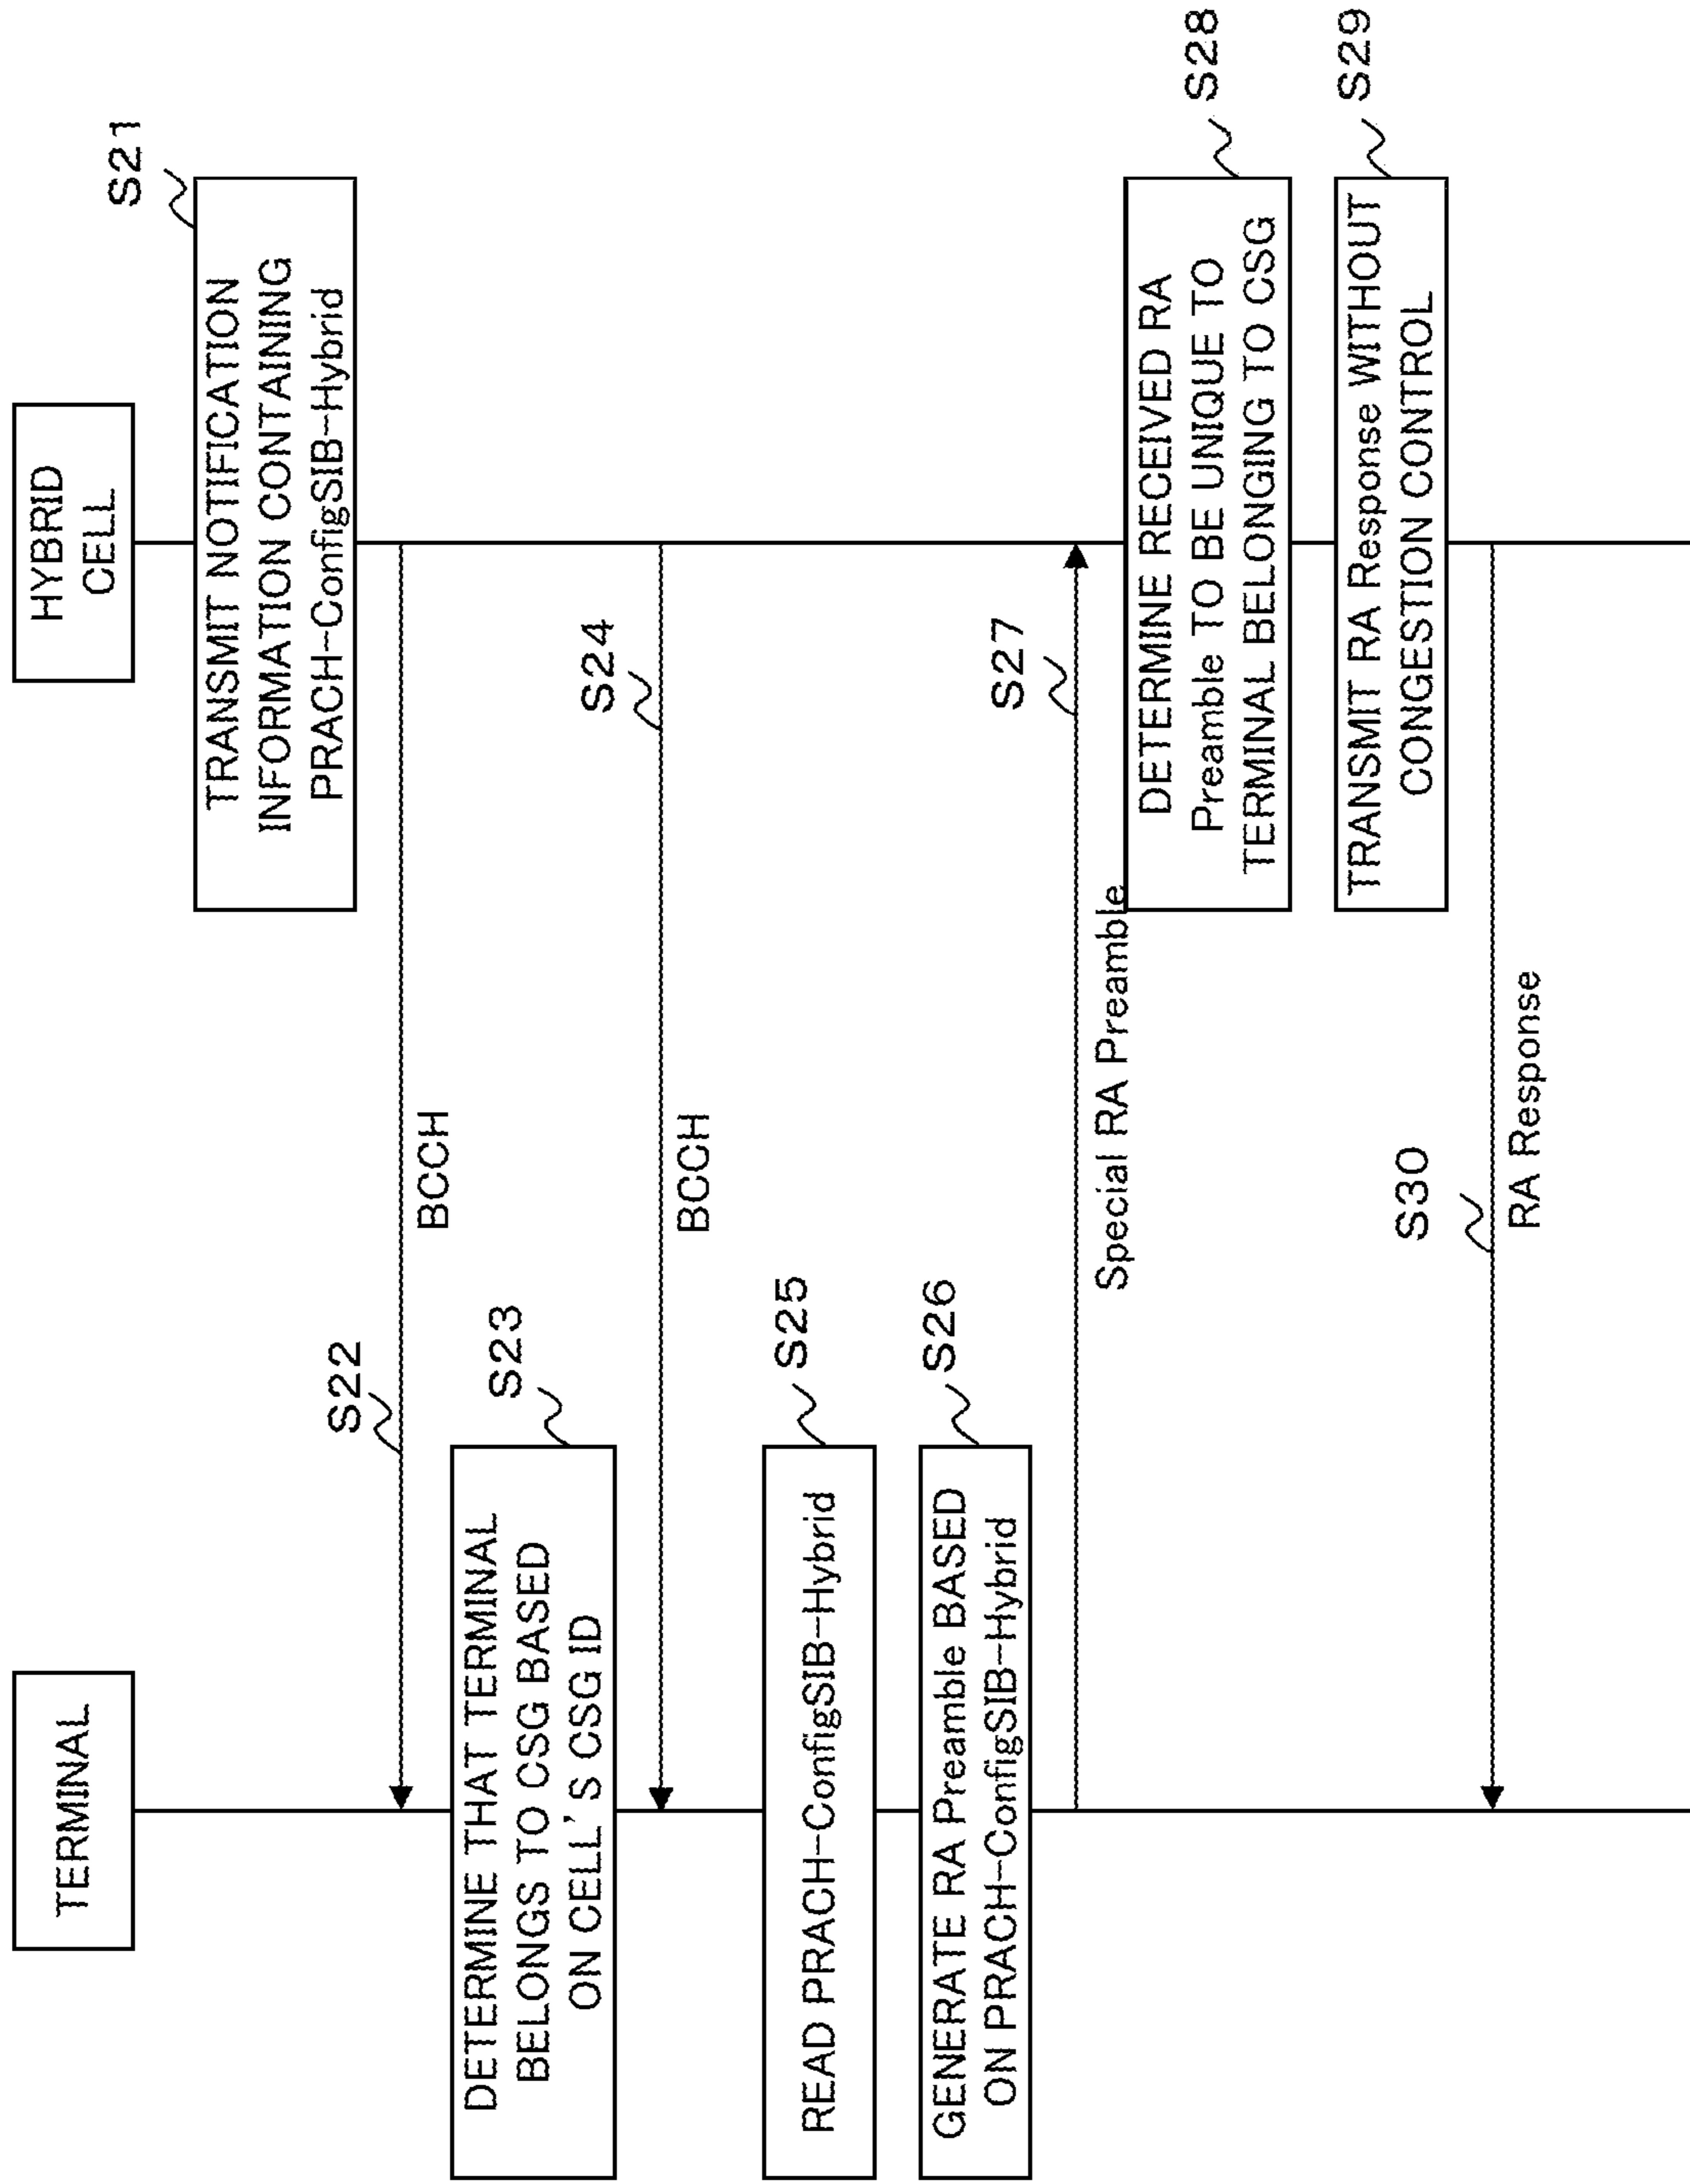 TERMINAL
HYBRID
CELL
S21
TRANSMIT NOTIFICATION
INFORMATION CONTAINING
PRACH-ConfigSIB-Hybrid
S22
BCCH
S23
DETERMINE THAT TERMINAL
BELONGS TO CSG BASED
ON CELL'S CSG ID
S24
BCCH
S25
READ PRACH-ConfigSIB-Hybrid
S26
GENERATE RA Preamble BASED
ON PRACH-ConfigSIB-Hybrid
S27
Special RA Preamble
S28
DETERMINE RECEIVED RA
Preamble TO BE UNIQUE TO
TERMINAL BELONGING TO CSG
S29
TRANSMIT RA Response WITHOUT
CONGESTION CONTROL
S30
RA Response